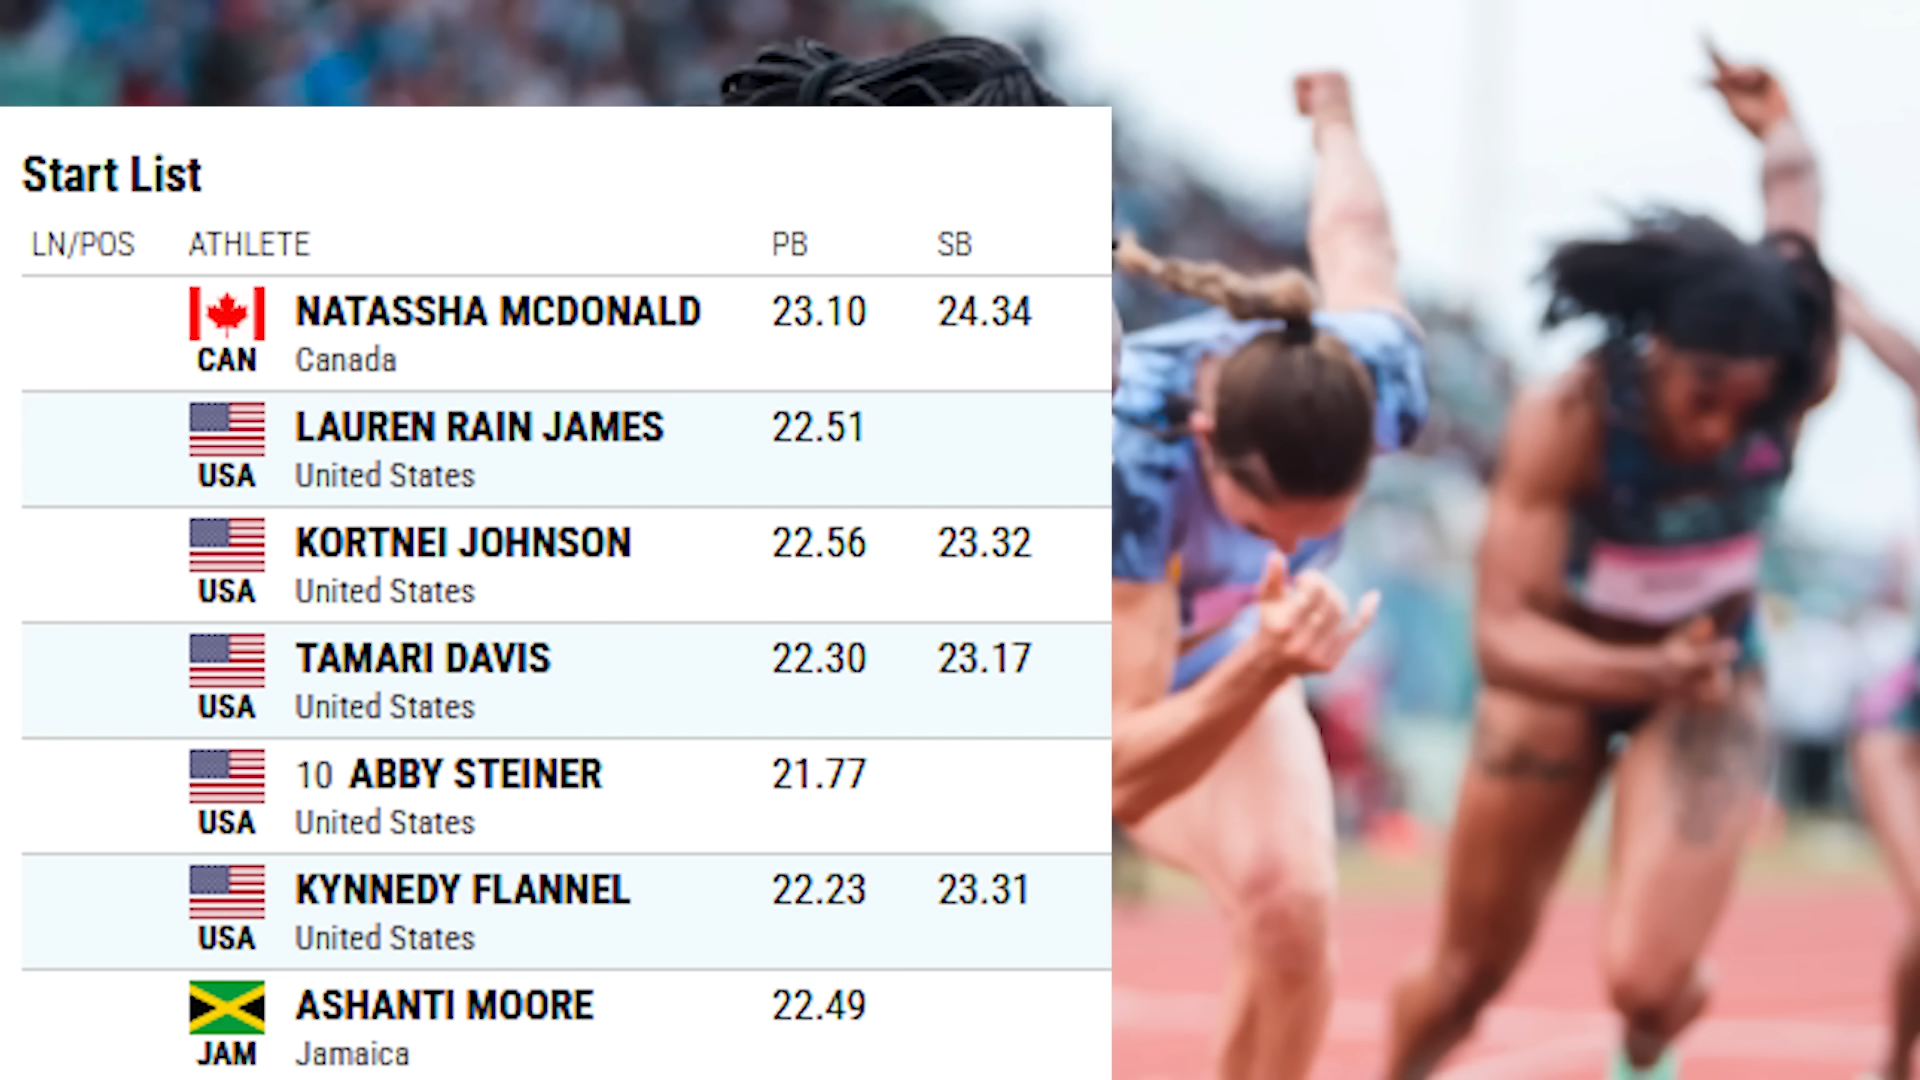 Start List
LN/POS ATHLETE PB SB
NATASSHA MCDONALD 23.10 24.34
CAN Canada
LAUREN RAIN JAMES 22.51
USA United States
KORTNEI JOHNSON 22.56 23.32
USA United States
TAMARI DAVIS 22.30 23.17
USA United States
10 ABBY STEINER 21.77
USA United States
KYNNEDY FLANNEL 22.23 23.31
USA United States
ASHANTI MOORE 22.49
JAM Jamaica